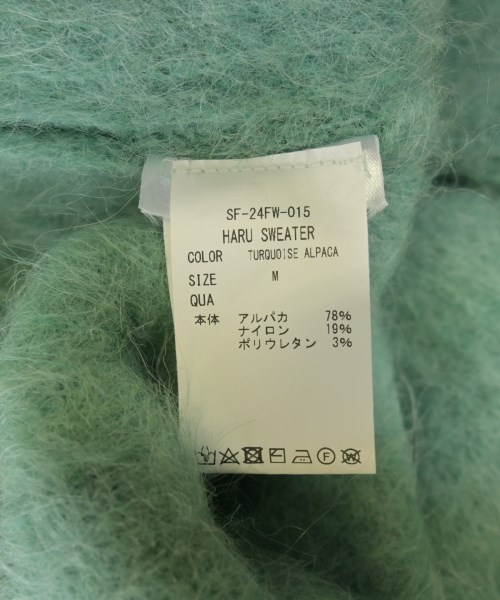 SF-24FW-015
HARU SWEATER
COLOR TURQUOISE ALPACA
SIZE M
QUA
本体 アルパカ 78%
ナイロン 19%
ポリウレタン 3%
F
W